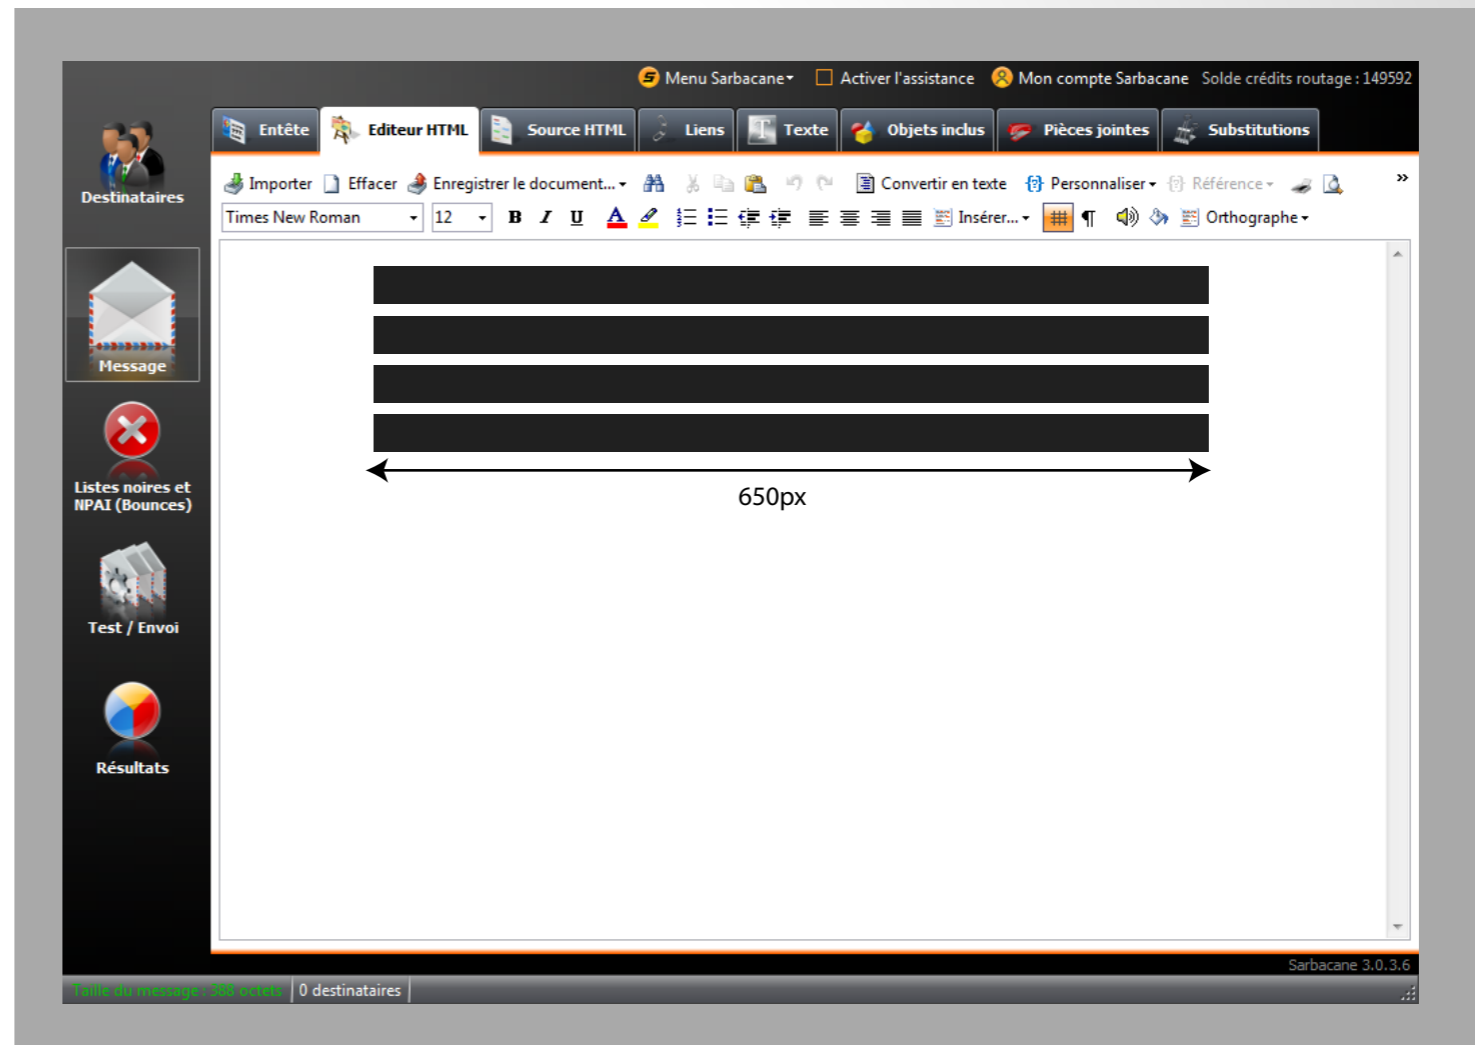 Menu Sarbacane Activer l'assistance Mon compte Sarbacane Solde crédits routage : 149592
Entête Editeur HTML Source HTML Liens Texte Objets inclus Pièces jointes Substitutions
Importer Effacer Enregistrer le document... Convertir en texte Personnaliser Référence »
Times New Roman 12 B I U A Insérer... ¶ Orthographe
Destinataires
Message
Listes noires et
NPAI (Bounces)
Test / Envoi
Résultats
650px
Sarbacane 3.0.3.6
Taille du message : 388 octets 0 destinataires